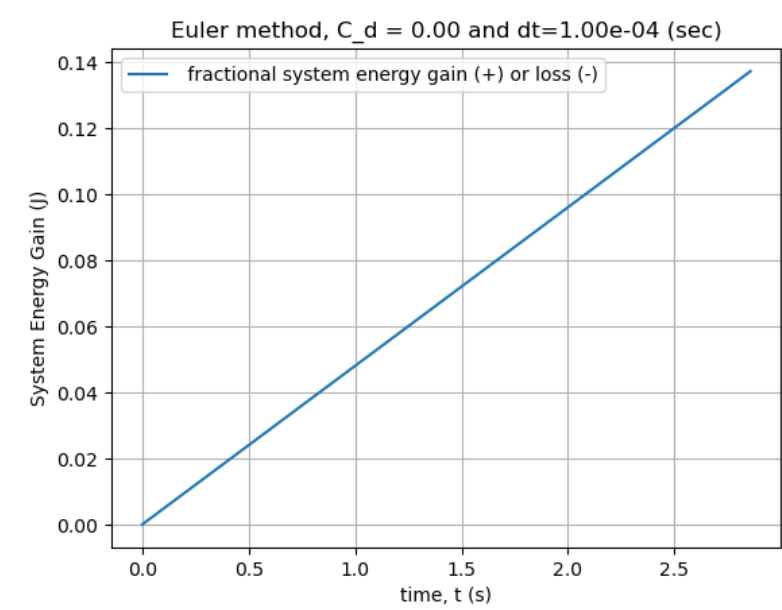 Euler method, C_d = 0.00 and dt=1.00e-04 (sec)
fractional system energy gain (+) or loss (-)
System Energy Gain (J)
0.14
0.12
0.10
0.08
0.06
0.04
0.02
0.00
0.0 0.5 1.0 1.5 2.0 2.5
time, t (s)